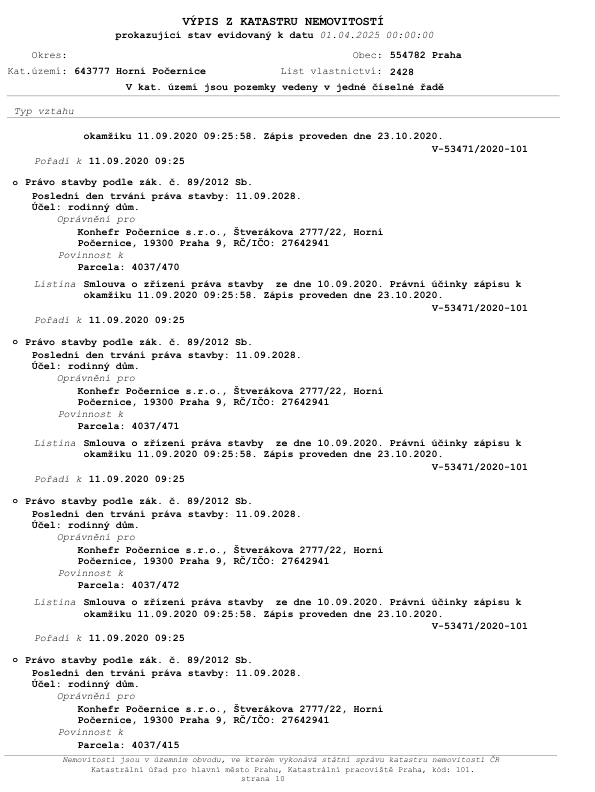 VÝPIS Z KATASTRU NEMOVITOSTÍ
prokazující stav evidovaný k datu 01.04.2025 00:00:00
Okres: Obec: 554782 Praha
Kat.území: 643777 Horní Počernice List vlastnictví: 2428
V kat. území jsou pozemky vedeny v jedné číselné řadě
Typ vztahu
okamžiku 11.09.2020 09:25:58. Zápis proveden dne 23.10.2020.
V-53471/2020-101
Pořadí k 11.09.2020 09:25
o Právo stavby podle zák. č. 89/2012 Sb.
Poslední den trvání práva stavby: 11.09.2028.
Účel: rodinný dům.
Oprávnění pro
Konhefr Počernice s.r.o., Štverákova 2777/22, Horní
Počernice, 19300 Praha 9, RČ/IČO: 27642941
Povinnost k
Parcela: 4037/470
Listina Smlouva o zřízení práva stavby ze dne 10.09.2020. Právní účinky zápisu k
okamžiku 11.09.2020 09:25:58. Zápis proveden dne 23.10.2020.
V-53471/2020-101
Pořadí k 11.09.2020 09:25
o Právo stavby podle zák. č. 89/2012 Sb.
Poslední den trvání práva stavby: 11.09.2028.
Účel: rodinný dům.
Oprávnění pro
Konhefr Počernice s.r.o., Štverákova 2777/22, Horní
Počernice, 19300 Praha 9, RČ/IČO: 27642941
Povinnost k
Parcela: 4037/471
Listina Smlouva o zřízení práva stavby ze dne 10.09.2020. Právní účinky zápisu k
okamžiku 11.09.2020 09:25:58. Zápis proveden dne 23.10.2020.
V-53471/2020-101
Pořadí k 11.09.2020 09:25
o Právo stavby podle zák. č. 89/2012 Sb.
Poslední den trvání práva stavby: 11.09.2028.
Účel: rodinný dům.
Oprávnění pro
Konhefr Počernice s.r.o., Štverákova 2777/22, Horní
Počernice, 19300 Praha 9, RČ/IČO: 27642941
Povinnost k
Parcela: 4037/472
Listina Smlouva o zřízení práva stavby ze dne 10.09.2020. Právní účinky zápisu k
okamžiku 11.09.2020 09:25:58. Zápis proveden dne 23.10.2020.
V-53471/2020-101
Pořadí k 11.09.2020 09:25
o Právo stavby podle zák. č. 89/2012 Sb.
Poslední den trvání práva stavby: 11.09.2028.
Účel: rodinný dům.
Oprávnění pro
Konhefr Počernice s.r.o., Štverákova 2777/22, Horní
Počernice, 19300 Praha 9, RČ/IČO: 27642941
Povinnost k
Parcela: 4037/415
Nemovitosti jsou v územním obvodu, ve kterém vykonává státní správu katastru nemovitostí ČR
Katastrální úřad pro hlavní město Prahu, Katastrální pracoviště Praha, kód: 101.
strana 10